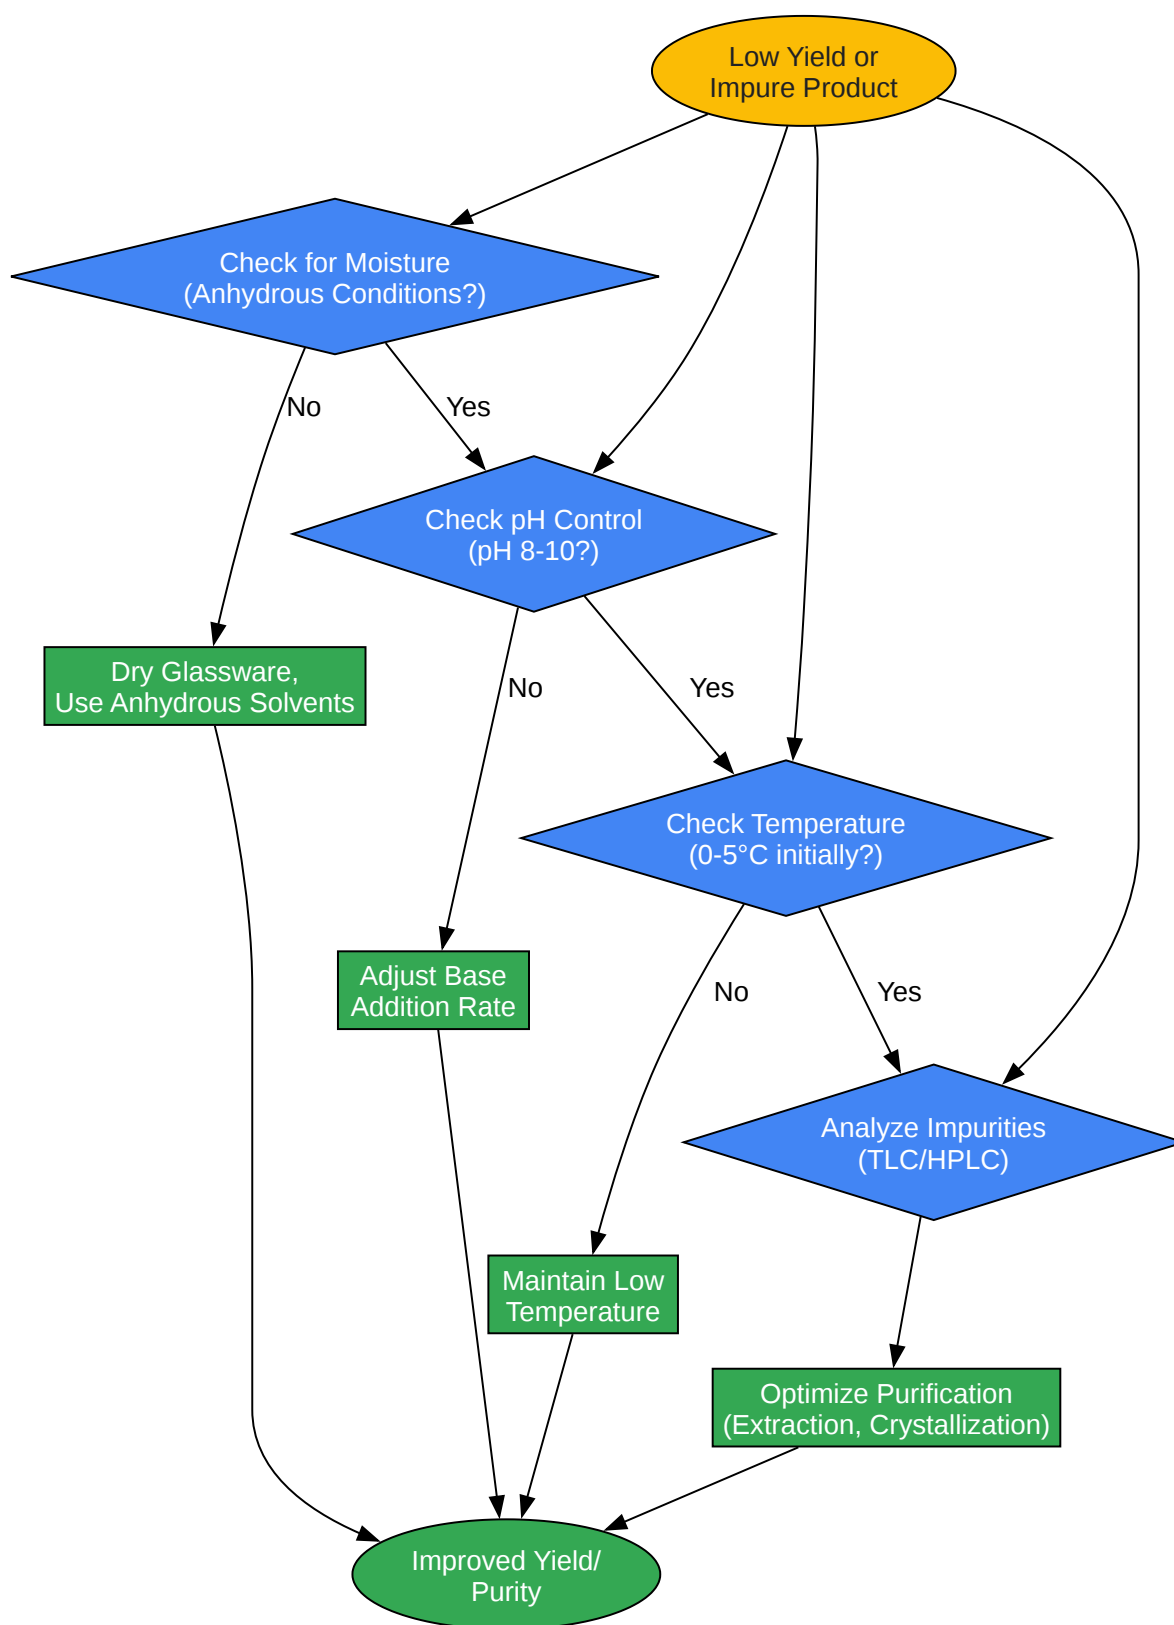 Low Yield or
Impure Product
Check for Moisture
(Anhydrous Conditions?)
No
Yes
Check pH Control
(pH 8-10?)
Dry Glassware,
Use Anhydrous Solvents
No
Yes
Check Temperature
(0-5°C initially?)
Adjust Base
Addition Rate
No
Yes
Analyze Impurities
(TLC/HPLC)
Maintain Low
Temperature
Optimize Purification
(Extraction, Crystallization)
Improved Yield/
Purity